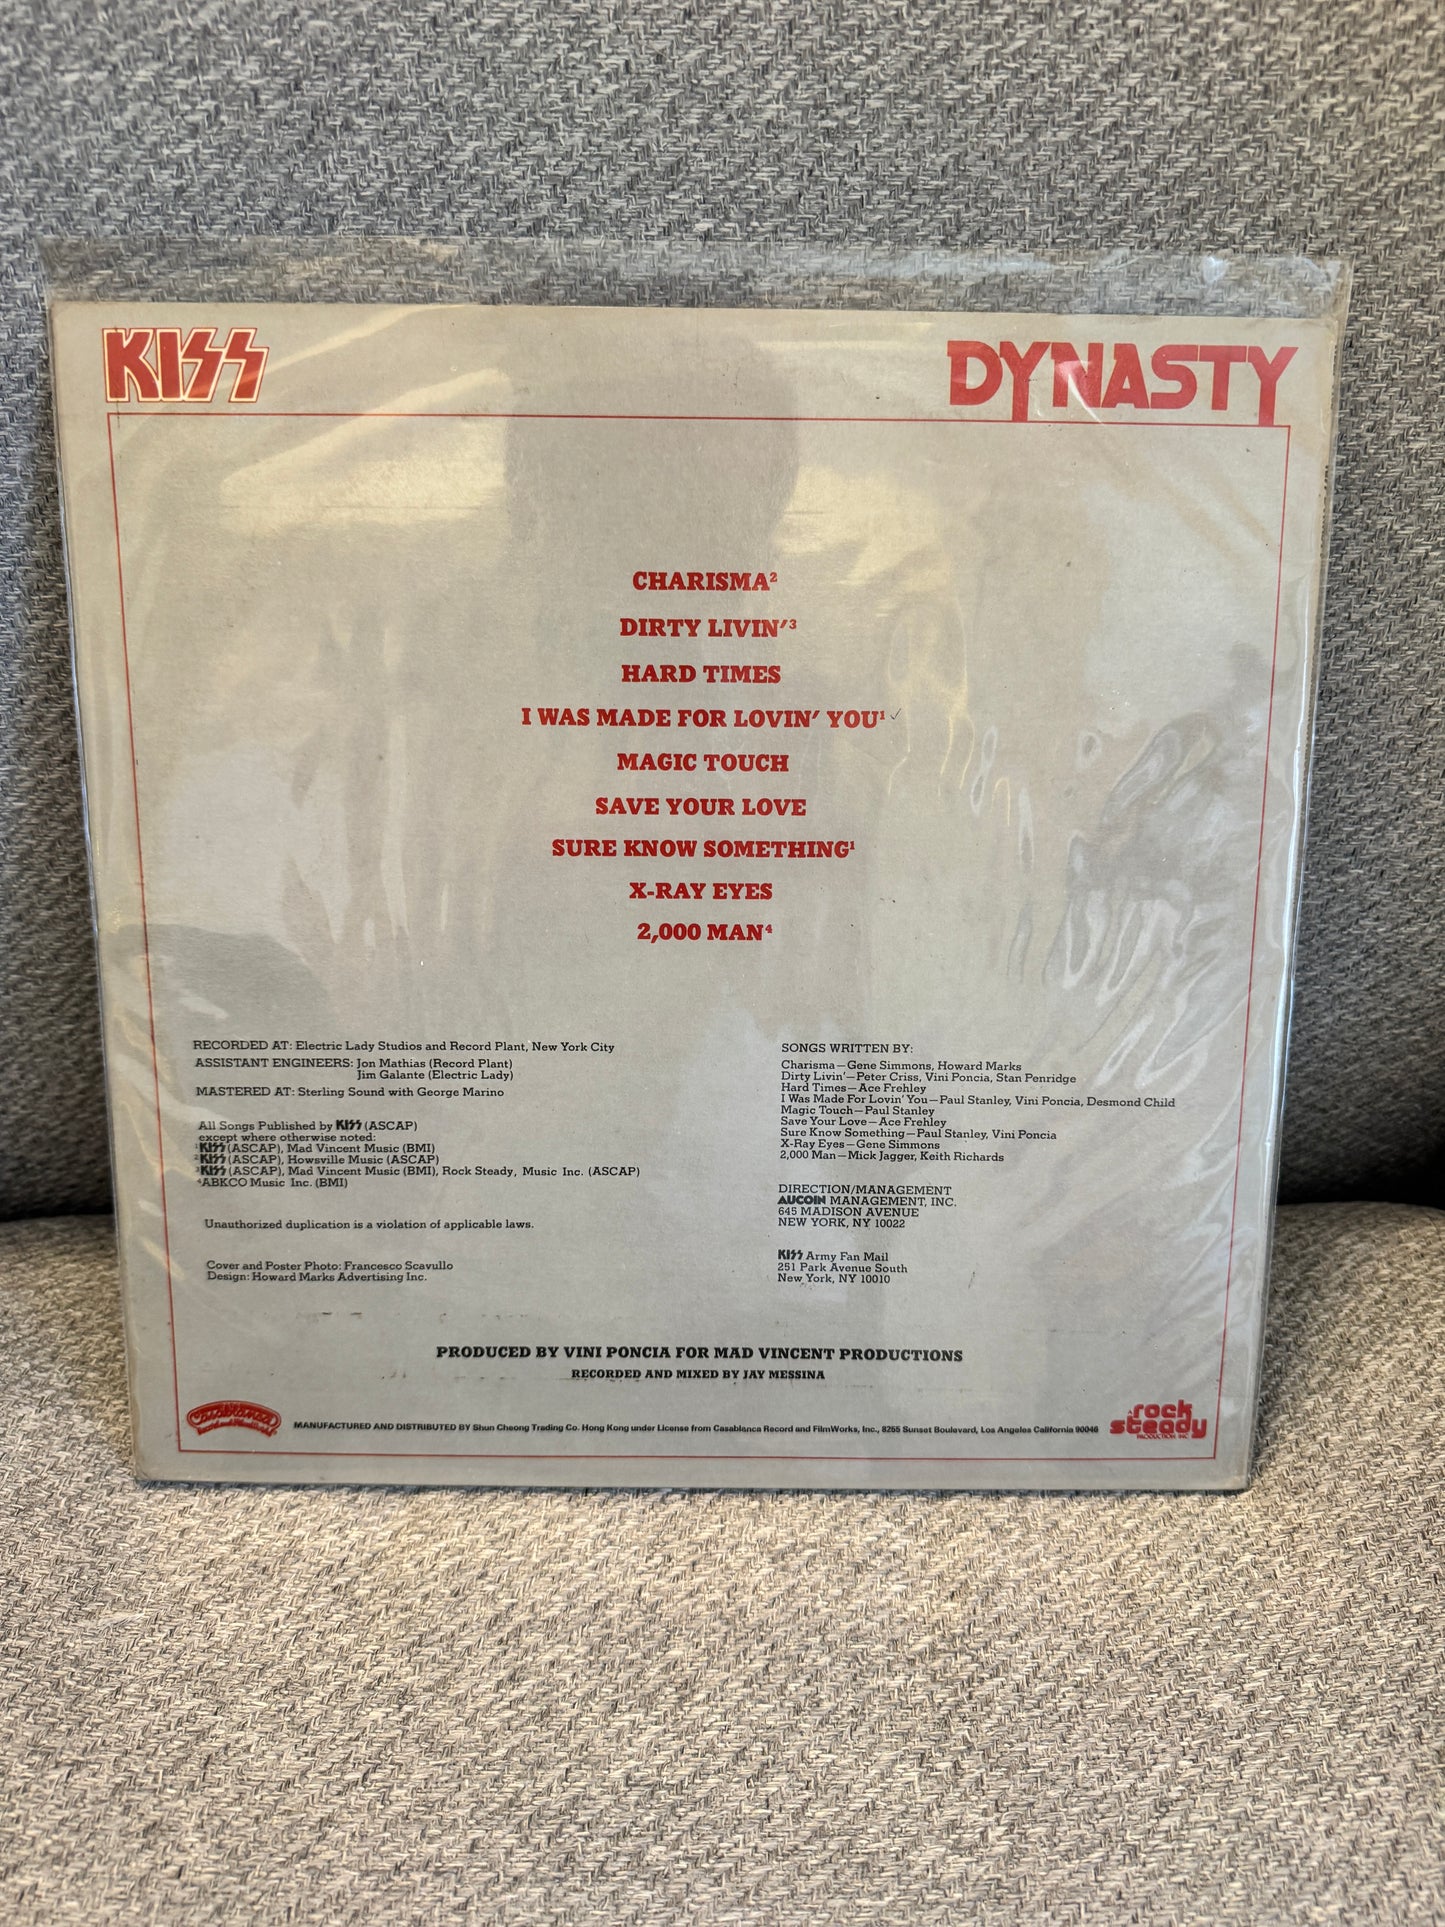 KISS
DYNASTY
CHARISMA²
DIRTY LIVIN'³
HARD TIMES
I WAS MADE FOR LOVIN' YOU¹ ✓
MAGIC TOUCH
SAVE YOUR LOVE
SURE KNOW SOMETHING¹
X-RAY EYES
2,000 MAN⁴
RECORDED AT: Electric Lady Studios and Record Plant, New York City
ASSISTANT ENGINEERS: Jon Mathias (Record Plant)
Jim Galante (Electric Lady)
MASTERED AT: Sterling Sound with George Marino
All Songs Published by KISS (ASCAP)
except where otherwise noted:
¹KISS (ASCAP), Mad Vincent Music (BMI)
²KISS (ASCAP), Howsville Music (ASCAP)
³KISS (ASCAP), Mad Vincent Music (BMI), Rock Steady, Music Inc. (ASCAP)
⁴ABKCO Music Inc. (BMI)
Unauthorized duplication is a violation of applicable laws.
Cover and Poster Photo: Francesco Scavullo
Design: Howard Marks Advertising Inc.
SONGS WRITTEN BY:
Charisma—Gene Simmons, Howard Marks
Dirty Livin'—Peter Criss, Vini Poncia, Stan Penridge
Hard Times—Ace Frehley
I Was Made For Lovin' You—Paul Stanley, Vini Poncia, Desmond Child
Magic Touch—Paul Stanley
Save Your Love—Ace Frehley
Sure Know Something—Paul Stanley, Vini Poncia
X-Ray Eyes—Gene Simmons
2,000 Man—Mick Jagger, Keith Richards
DIRECTION/MANAGEMENT
AUCOIN MANAGEMENT, INC.
645 MADISON AVENUE
NEW YORK, NY 10022
KISS Army Fan Mail
251 Park Avenue South
New York, NY 10010
PRODUCED BY VINI PONCIA FOR MAD VINCENT PRODUCTIONS
RECORDED AND MIXED BY JAY MESSINA
Casablanca
Record and FilmWorks
MANUFACTURED AND DISTRIBUTED BY Shun Cheong Trading Co. Hong Kong under License from Casablanca Record and FilmWorks, Inc., 8255 Sunset Boulevard, Los Angeles California 90046
A rock
steady
PRODUCTION INC